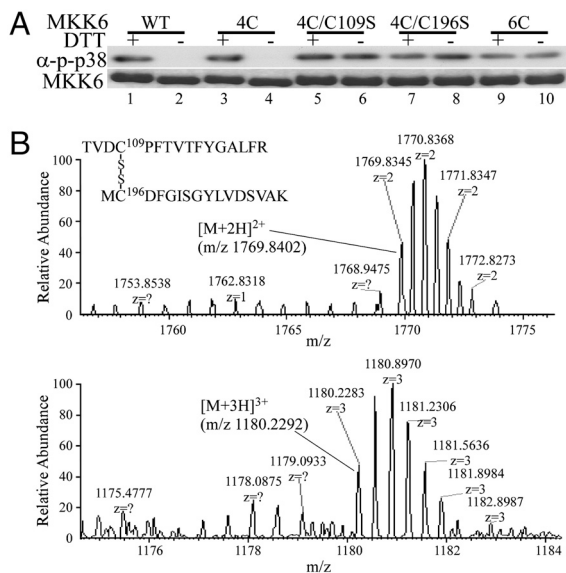 A
MKK6 WT 4C 4C/C109S 4C/C196S 6C
DTT + - + - + - + - + -
α-p-p38
MKK6
1 2 3 4 5 6 7 8 9 10
B
TVDC109PFTVTFYGALFR
S
S
MC196DFGISGYLVDSVAK
[M+2H]2+
(m/z 1769.8402)
1753.8538
z=?
1762.8318
z=1
1768.9475
z=?
1769.8345
z=2
1770.8368
z=2
1771.8347
z=2
1772.8273
z=2
Relative Abundance
100
80
60
40
20
0
1760 1765 1770 1775
m/z
[M+3H]3+
(m/z 1180.2292)
1175.4777
z=?
1178.0875
z=?
1179.0933
z=?
1180.2283
z=3
1180.8970
z=3
1181.2306
z=3
1181.5636
z=3
1181.8984
z=3
1182.8987
z=3
Relative Abundance
100
80
60
40
20
0
1176 1178 1180 1182 1184
m/z